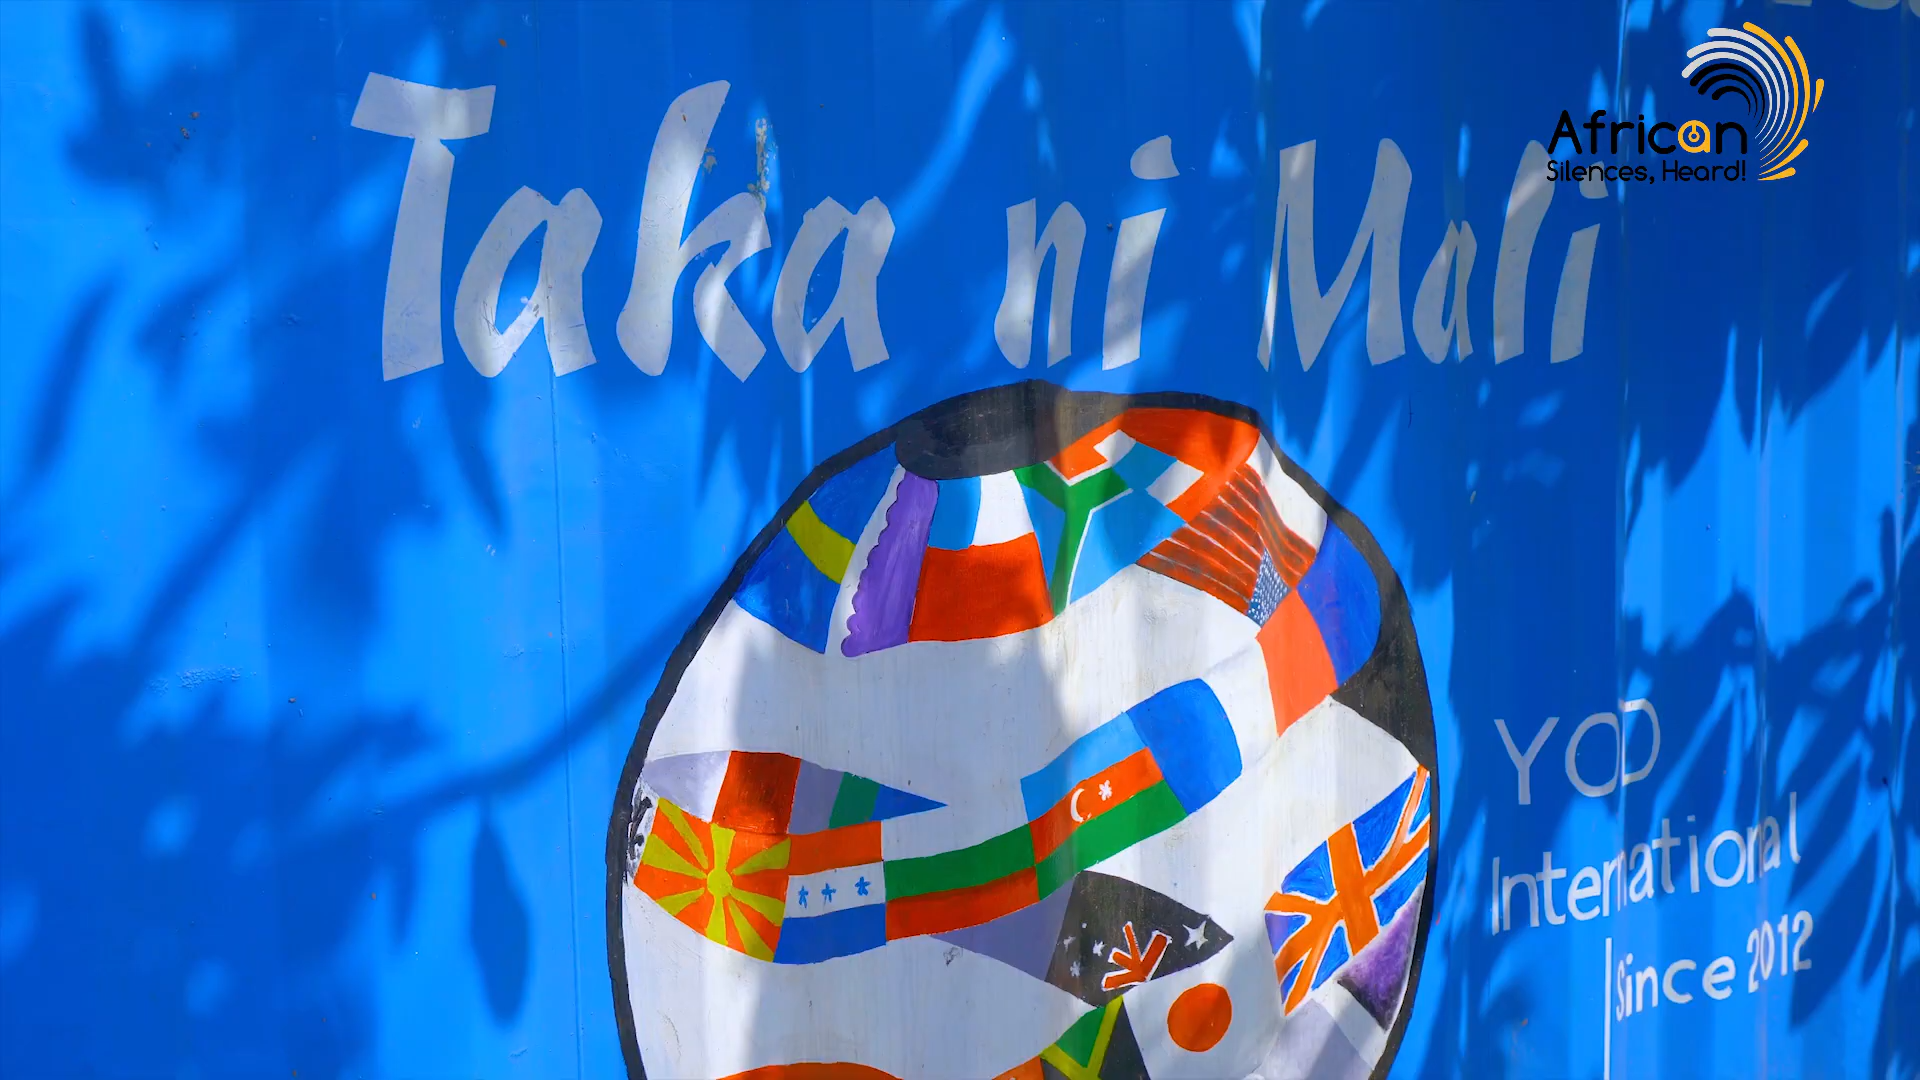 Taka ni Mali
African
Silences, Heard!
YOD
International
Since 2012